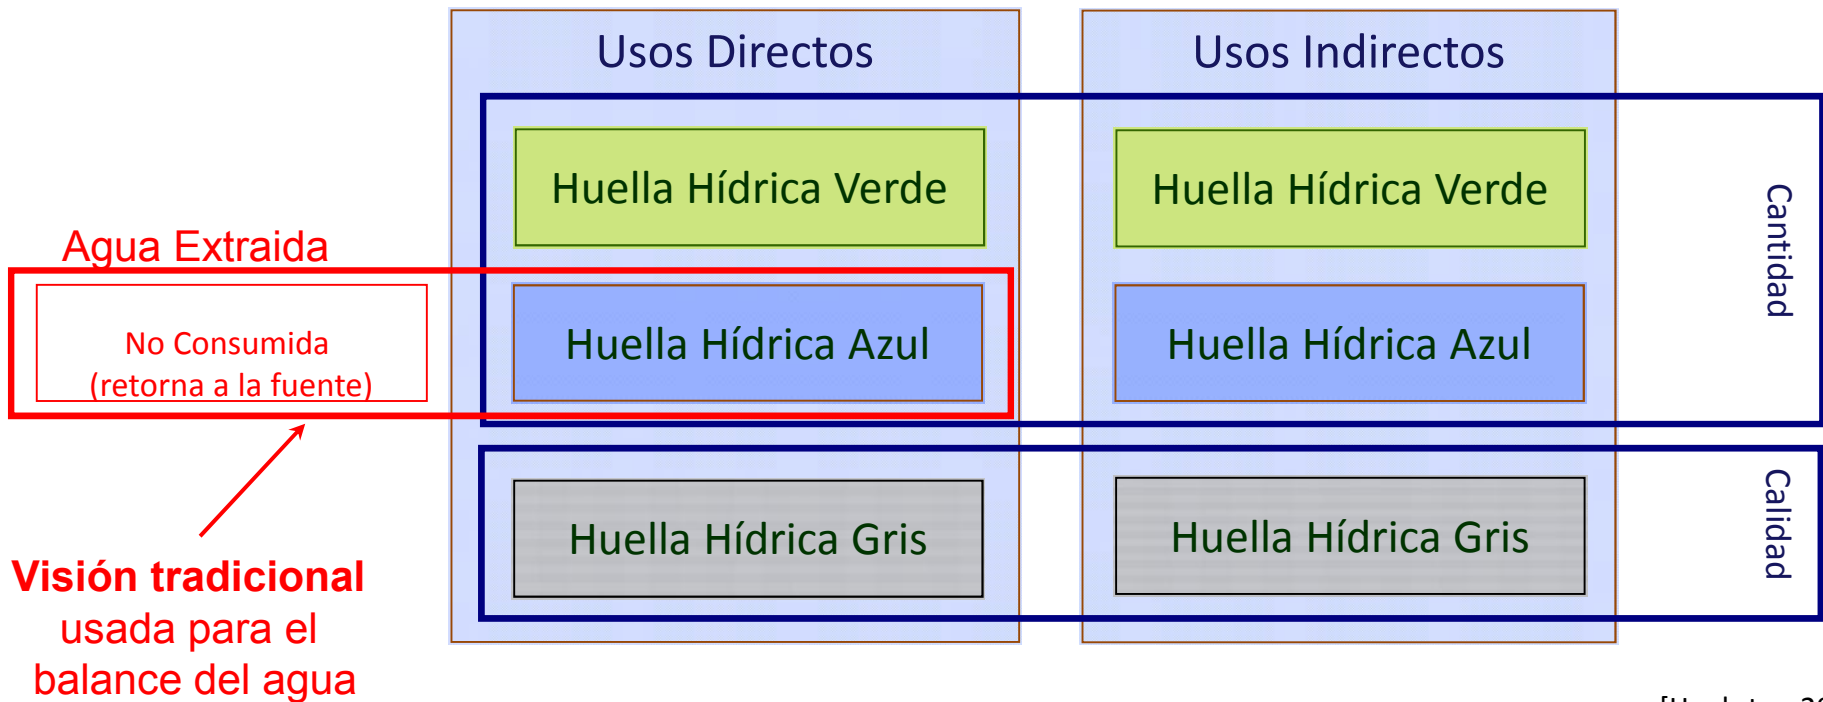 Usos Directos
Usos Indirectos
Huella Hídrica Verde
Huella Hídrica Verde
Cantidad
Agua Extraida
No Consumida
(retorna a la fuente)
Huella Hídrica Azul
Huella Hídrica Azul
Huella Hídrica Gris
Huella Hídrica Gris
Calidad
Visión tradicional
usada para el
balance del agua